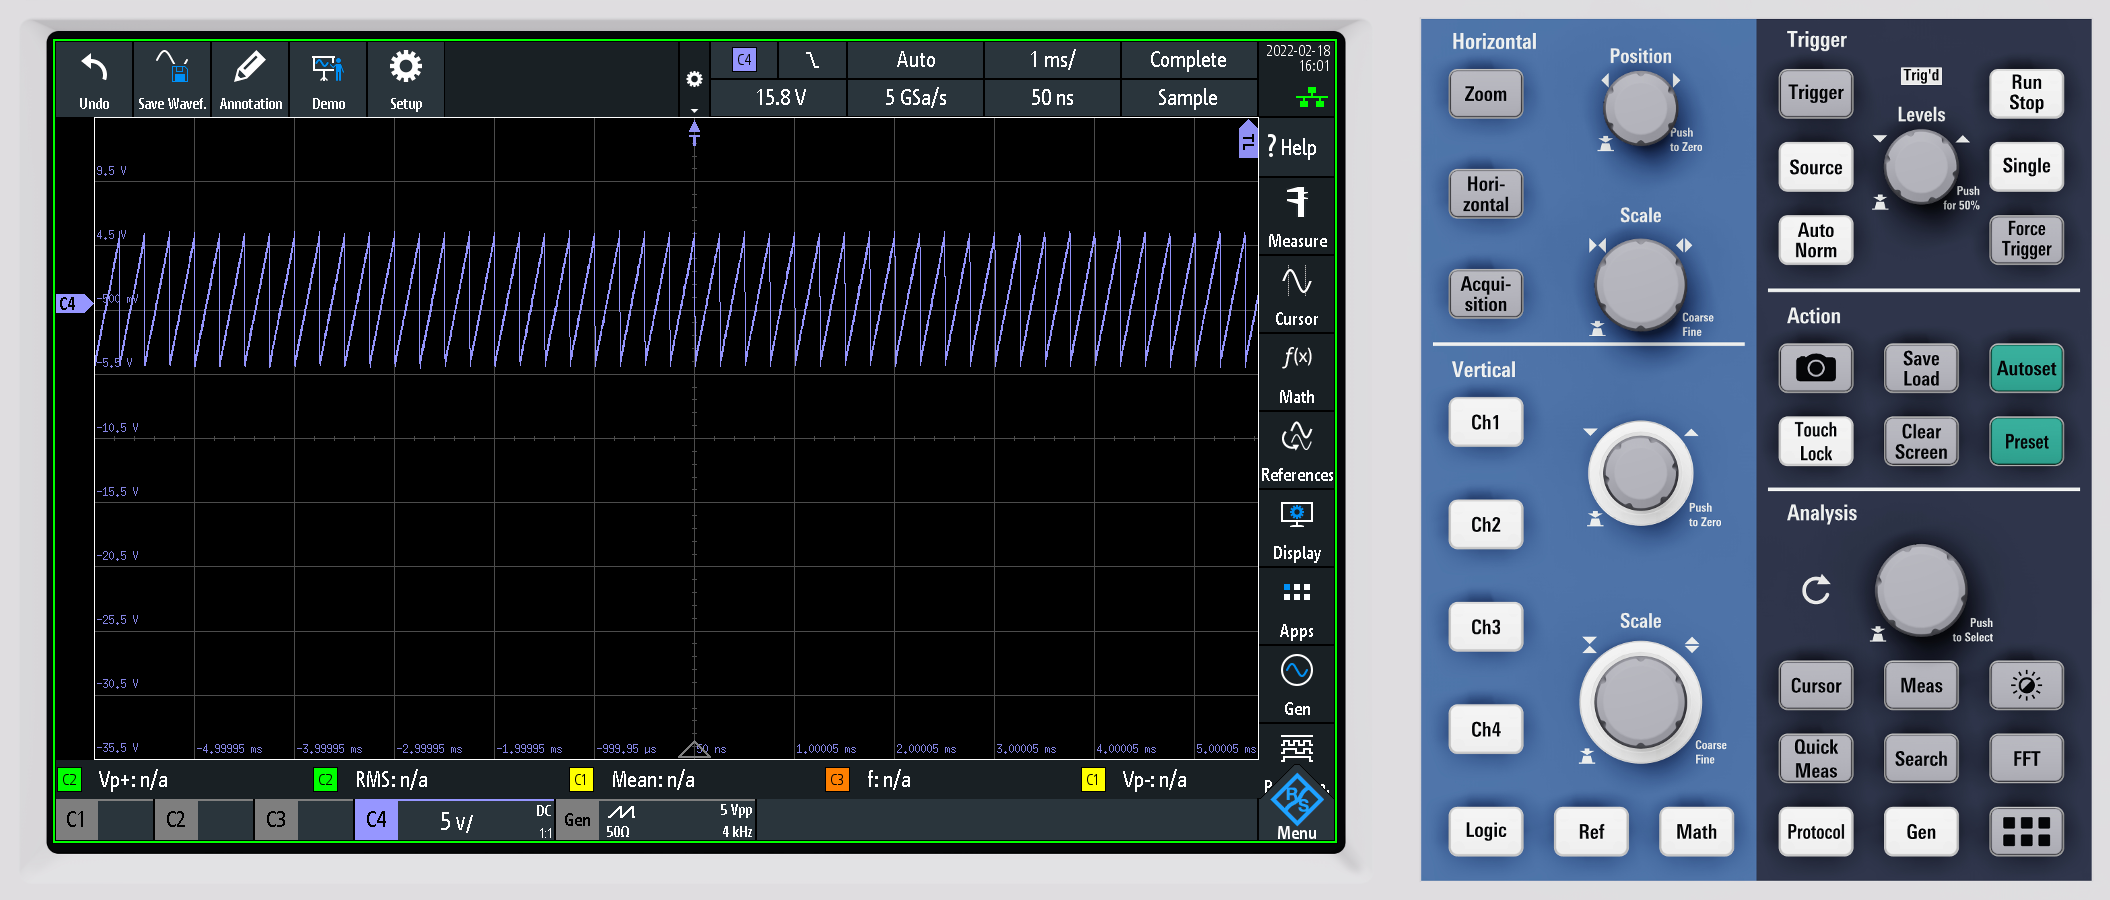 Undo
Save Wavef.
Annotation
Demo
Setup
C4
Auto
1 ms/
Complete
15.8 V
5 GSa/s
50 ns
Sample
2022-02-18
16:01
T
TL
9.5 V
4.5 V
C4
-500 mV
-5.5 V
-10.5 V
-15.5 V
-20.5 V
-25.5 V
-30.5 V
-35.5 V
-4.99995 ms
-3.99995 ms
-2.99995 ms
-1.99995 ms
-999.95 µs
50 ns
1.00005 ms
2.00005 ms
3.00005 ms
4.00005 ms
5.00005 ms
? Help
Measure
Cursor
f(x)
Math
References
Display
Apps
Gen
R&S
Menu
C2 Vp+: n/a
C2 RMS: n/a
C1 Mean: n/a
C3 f: n/a
C1 Vp-: n/a
C1
C2
C3
C4
5 V/
DC
1:1
Gen
50Ω
5 Vpp
4 kHz
Horizontal
Position
Zoom
Push
to Zero
Hori-
zontal
Scale
Acqui-
sition
Coarse
Fine
Vertical
Ch1
Push
to Zero
Ch2
Ch3
Scale
Ch4
Coarse
Fine
Logic
Ref
Math
Trigger
Trig'd
Trigger
Run
Stop
Levels
Source
Single
Push
for 50%
Auto
Norm
Force
Trigger
Action
Save
Load
Autoset
Touch
Lock
Clear
Screen
Preset
Analysis
Push
to Select
Cursor
Meas
Quick
Meas
Search
FFT
Protocol
Gen